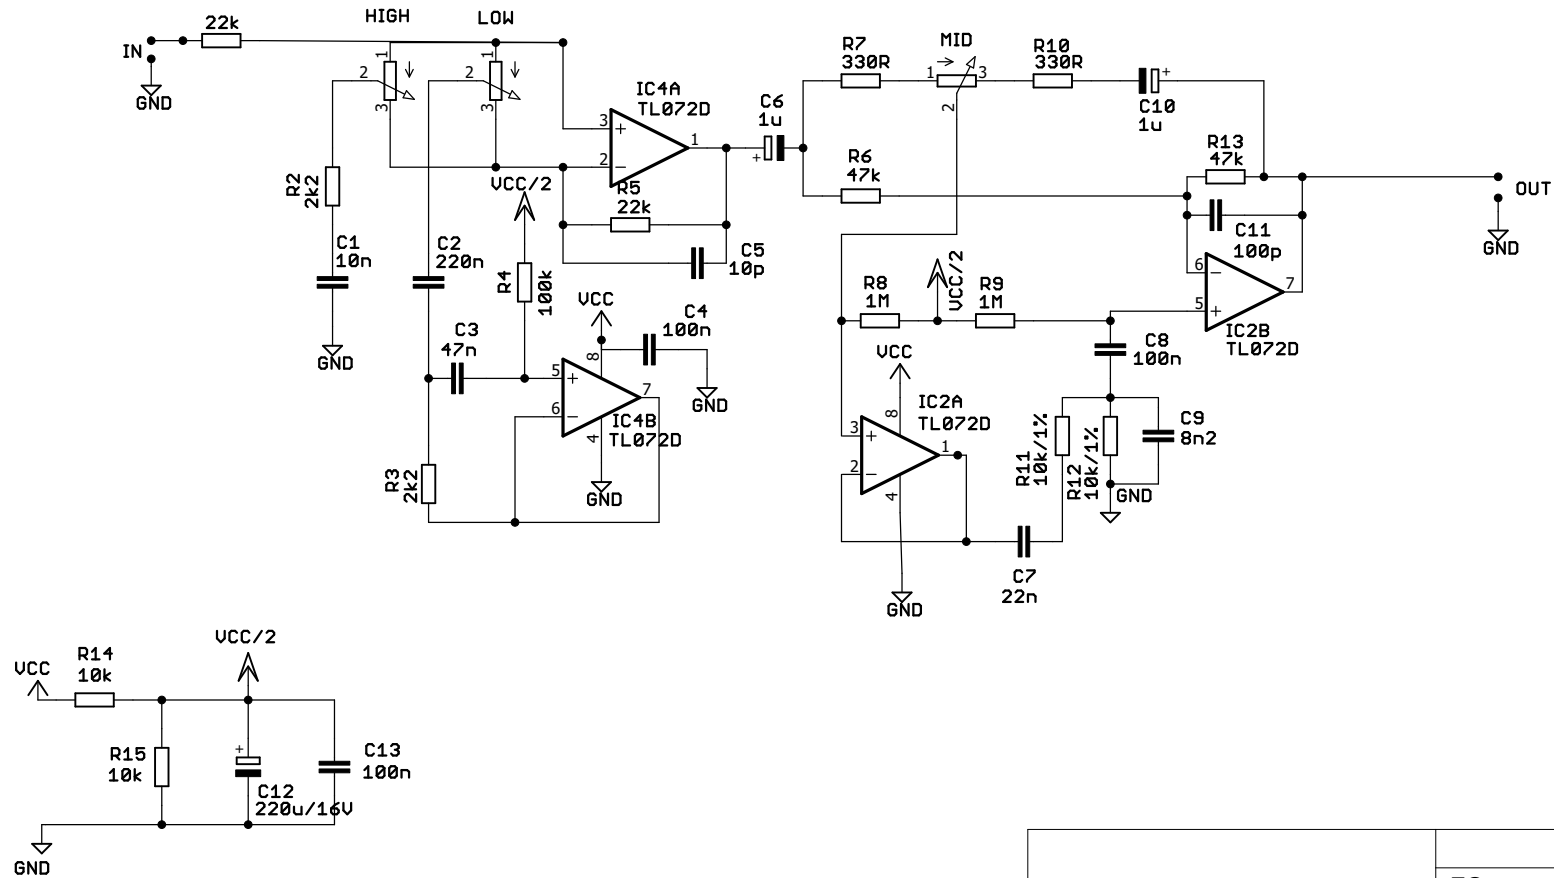 HIGH
LOW
22k
IN
GND
1
2
3
1
2
3
R2
2k2
C1
10n
GND
C2
220n
C3
47n
R3
2k2
VCC/2
R4
100k
IC4A
TL072D
3
2
1
R5
22k
C5
10p
VCC
C4
100n
GND
5
6
7
8
4
IC4B
TL072D
GND
C6
1u
R7
330R
MID
1
2
3
R10
330R
C10
1u
R6
47k
R13
47k
C11
100p
OUT
GND
6
5
7
IC2B
TL072D
R8
1M
VCC/2
R9
1M
C8
100n
VCC
IC2A
TL072D
3
2
1
8
4
GND
C7
22n
R11
10k/1%
R12
10k/1%
C9
8n2
GND
VCC
R14
10k
VCC/2
R15
10k
C12
220u/16V
C13
100n
GND